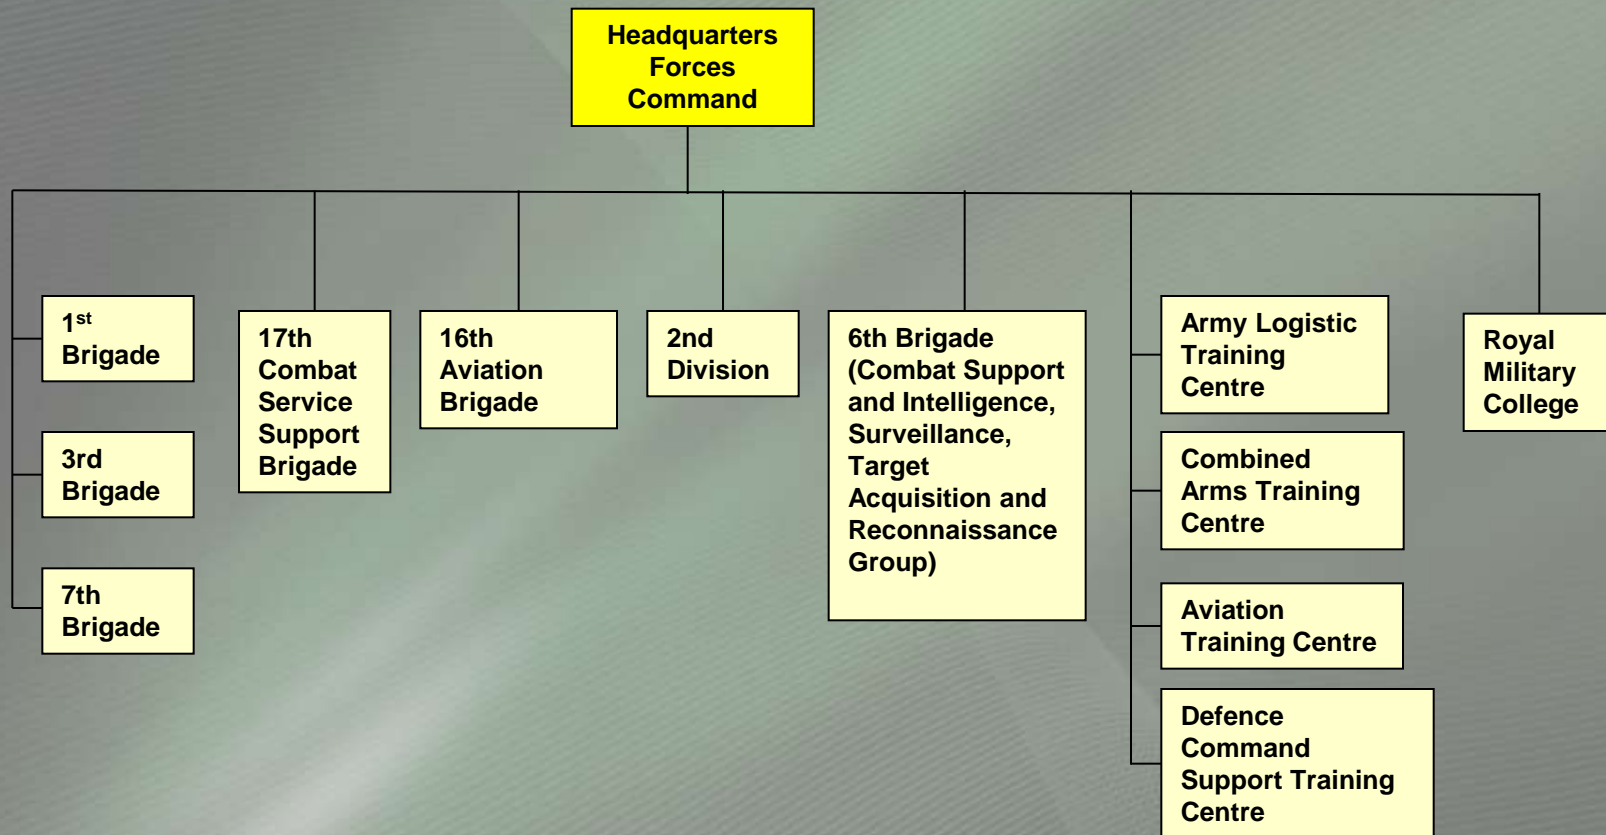 Headquarters
Forces
Command
1st
Brigade
3rd
Brigade
7th
Brigade
17th
Combat
Service
Support
Brigade
16th
Aviation
Brigade
2nd
Division
6th Brigade
(Combat Support
and Intelligence,
Surveillance,
Target
Acquisition and
Reconnaissance
Group)
Army Logistic
Training
Centre
Combined
Arms Training
Centre
Aviation
Training Centre
Defence
Command
Support Training
Centre
Royal
Military
College